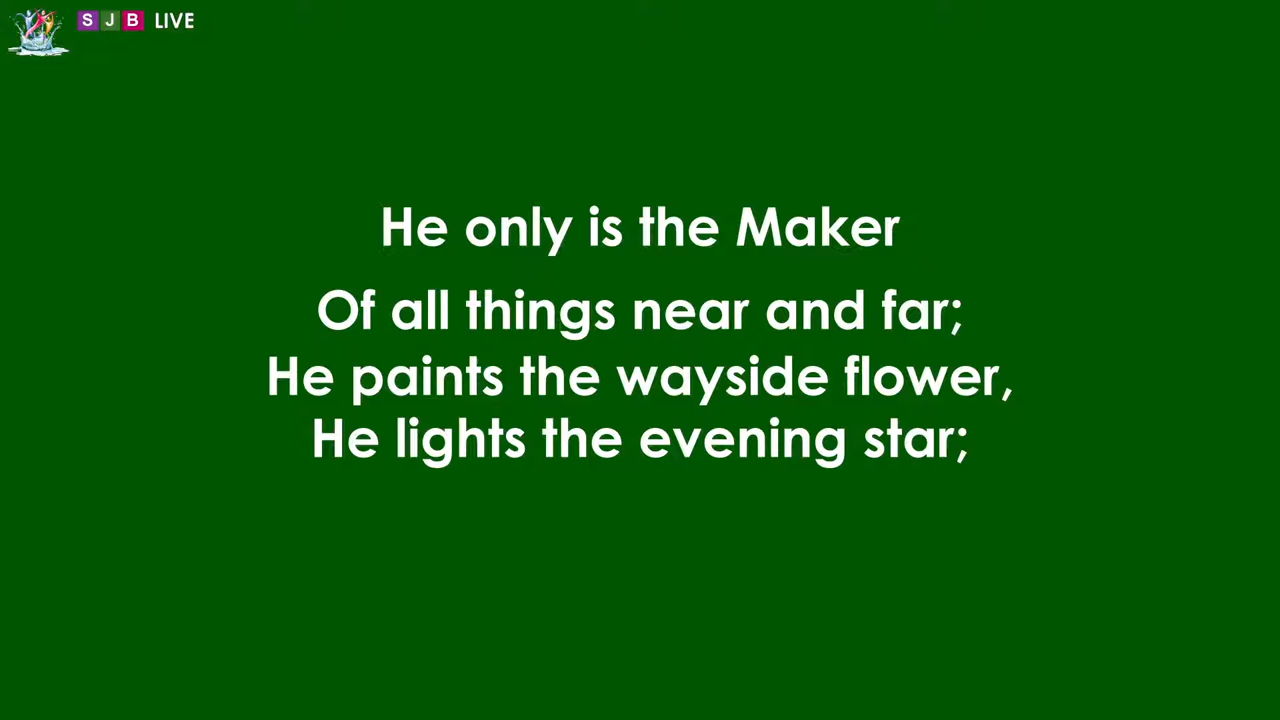 SJB LIVE
He only is the Maker
Of all things near and far;
He paints the wayside flower,
He lights the evening star;